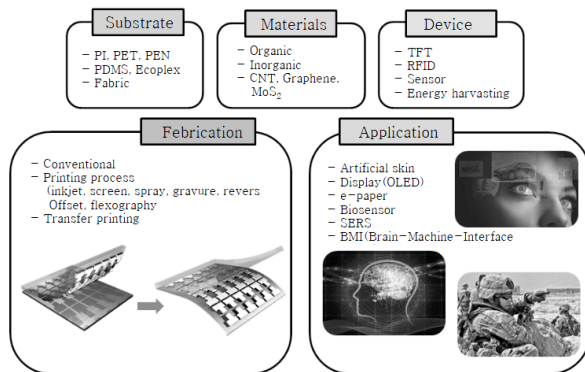 Substrate
- PI, PET, PEN
- PDMS, Ecoplex
- Fabric
Materials
- Organic
- Inorganic
- CNT, Graphene,
MoS2
Device
- TFT
- RFID
- Sensor
- Energy harvasting
Febrication
- Conventional
- Printing process
(inkjet, screen, spray, gravure, revers
Offset, flexography
- Transfer printing
Application
- Artificial skin
- Display(OLED)
- e-paper
- Biosensor
- SERS
- BMI(Brain-Machine-Interface